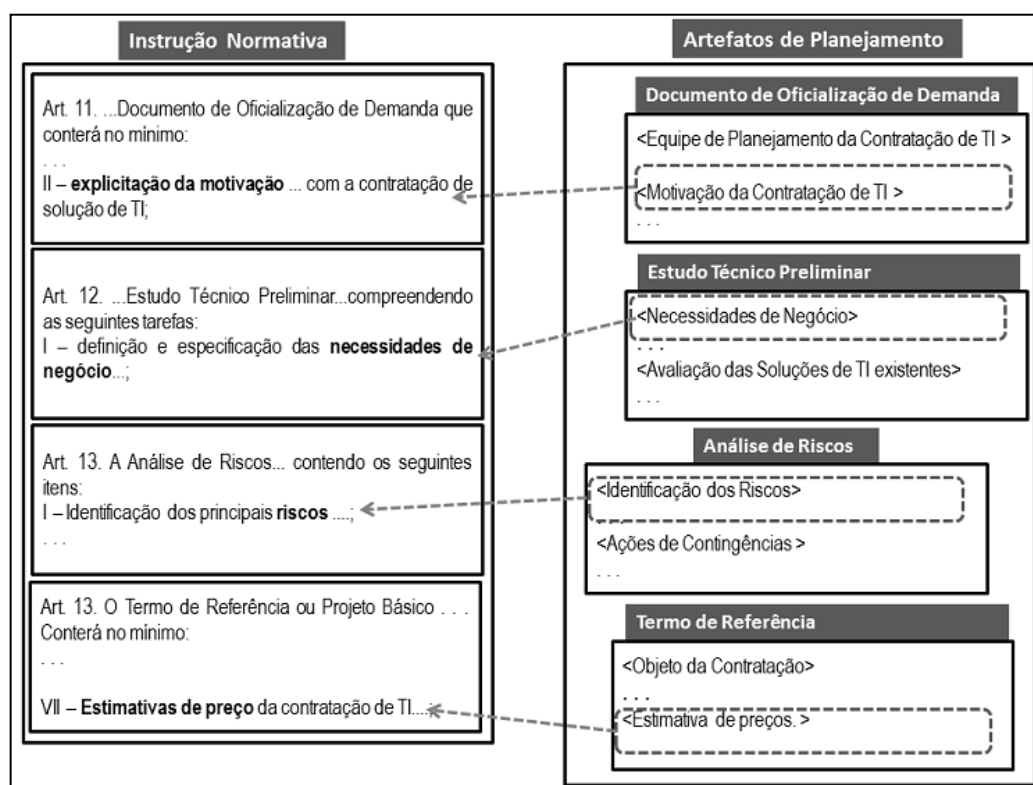 Instrução Normativa
Art. 11. ...Documento de Oficialização de Demanda que
conterá no mínimo:
. . .
II – explicitação da motivação ... com a contratação de
solução de TI;
Art. 12. ...Estudo Técnico Preliminar...compreendendo
as seguintes tarefas:
I – definição e especificação das necessidades de
negócio...;
Art. 13. A Análise de Riscos... contendo os seguintes
itens:
I –Identificação dos principais riscos ....;
. . .
Art. 13. O Termo de Referência ou Projeto Básico . . .
Conterá no mínimo:
. . .
VII – Estimativas de preço da contratação de TI....;
Artefatos de Planejamento
Documento de Oficialização de Demanda
<Equipe de Planejamento da Contratação de TI >
<Motivação da Contratação de TI >
. . .
Estudo Técnico Preliminar
<Necessidades de Negócio>
. . .
<Avaliação das Soluções de TI existentes>
. . .
Análise de Riscos
<Identificação dos Riscos>
. . .
<Ações de Contingências >
. . .
Termo de Referência
<Objeto da Contratação>
. . .
<Estimativa de preços. >